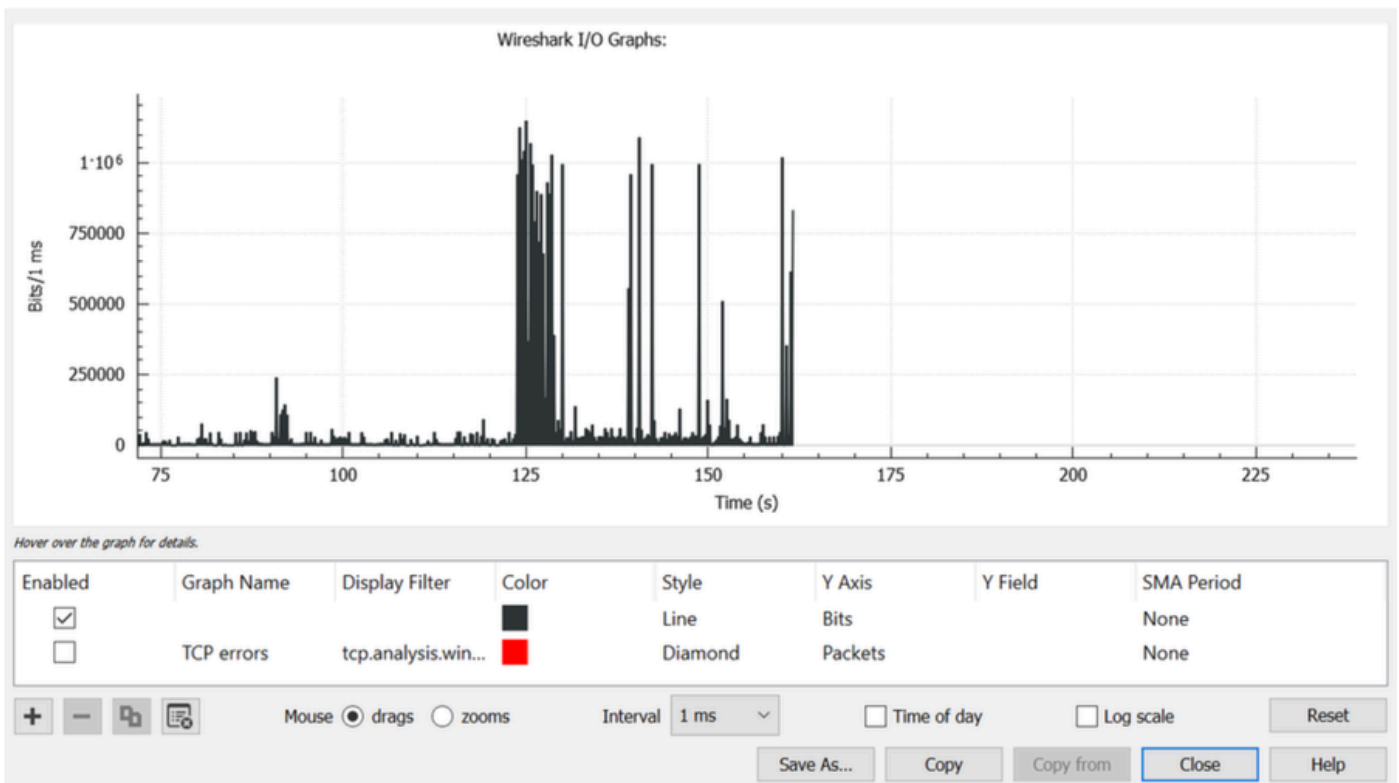 Wireshark I/O Graphs:
1·10⁶
750000
500000
250000
0
Bits/1 ms
75 100 125 150 175 200 225
Time (s)
Hover over the graph for details.
Enabled Graph Name Display Filter Color Style Y Axis Y Field SMA Period
Line Bits None
TCP errors tcp.analysis.win... Diamond Packets None
+ − Mouse drags zooms Interval 1 ms Time of day Log scale Reset
Save As... Copy Copy from Close Help